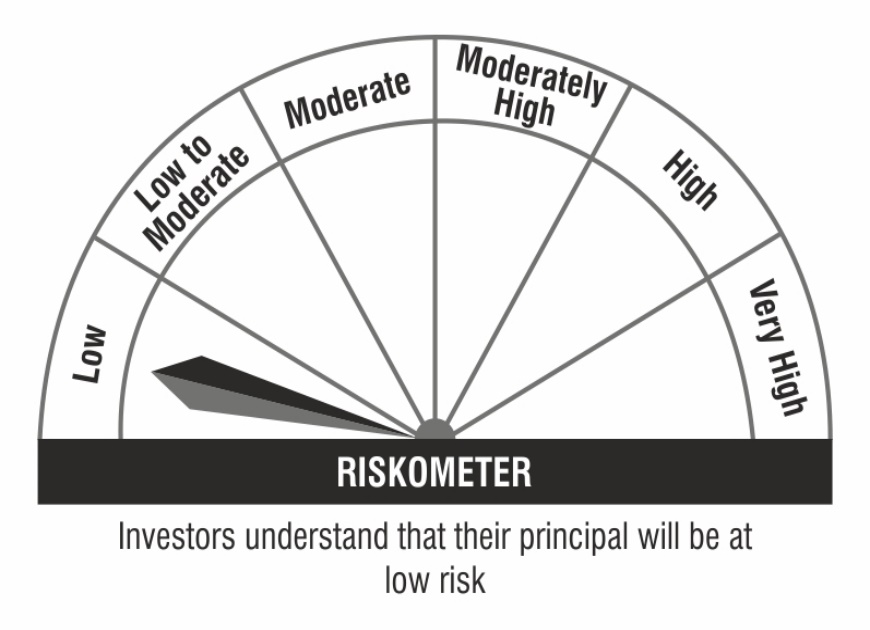 Low
Low to
Moderate
Moderate
Moderately
High
High
Very High
RISKOMETER
Investors understand that their principal will be at
low risk